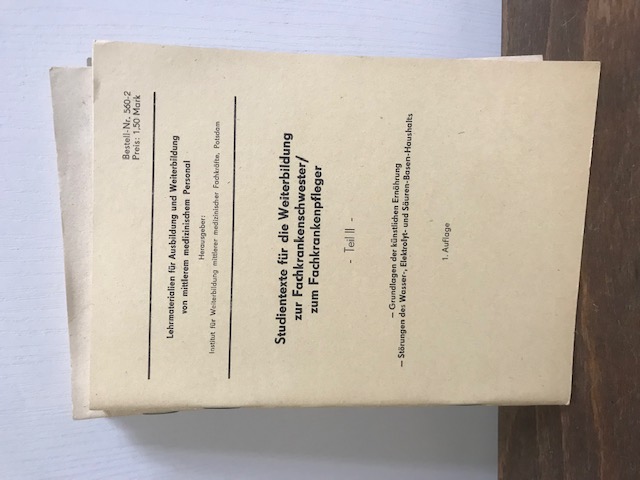 Bestell-Nr. 560-2
Preis: 1,50 Mark
Lehrmaterialien für Ausbildung und Weiterbildung
von mittlerem medizinischem Personal
Herausgeber:
Institut für Weiterbildung mittlerer medizinischer Fachkräfte, Potsdam
Studientexte für die Weiterbildung
zur Fachkrankenschwester/
zum Fachkrankenpfleger
- Teil II -
— Grundlagen der künstlichen Ernährung
— Störungen des Wasser-, Elektrolyt- und Säuren-Basen-Haushalts
1. Auflage